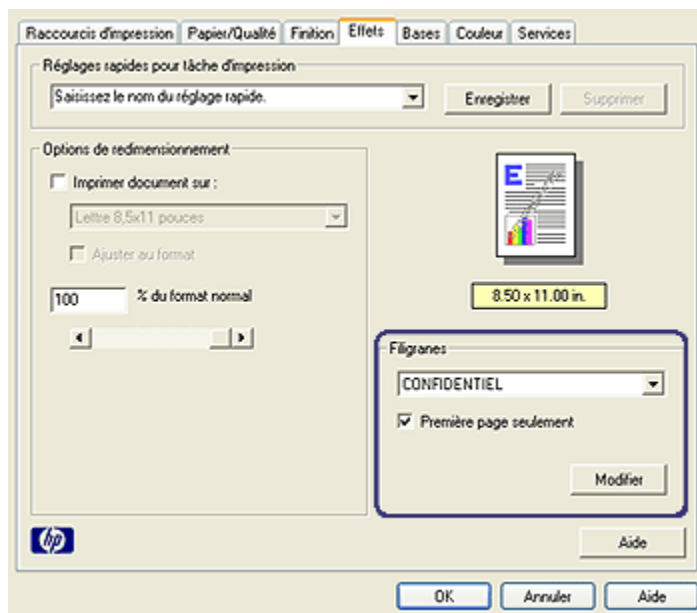 Raccourcis d'impression Papier/Qualité Finition Effets Bases Couleur Services
Réglages rapides pour tâche d'impression
Saisissez le nom du réglage rapide. Enregistrer Supprimer
Options de redimensionnement
Imprimer document sur :
Lettre 8,5x11 pouces
Ajuster au format
100 % du format normal
E
8.50 x 11.00 in.
Filigranes
CONFIDENTIEL
Première page seulement
Modifier
hp
Aide
OK Annuler Aide